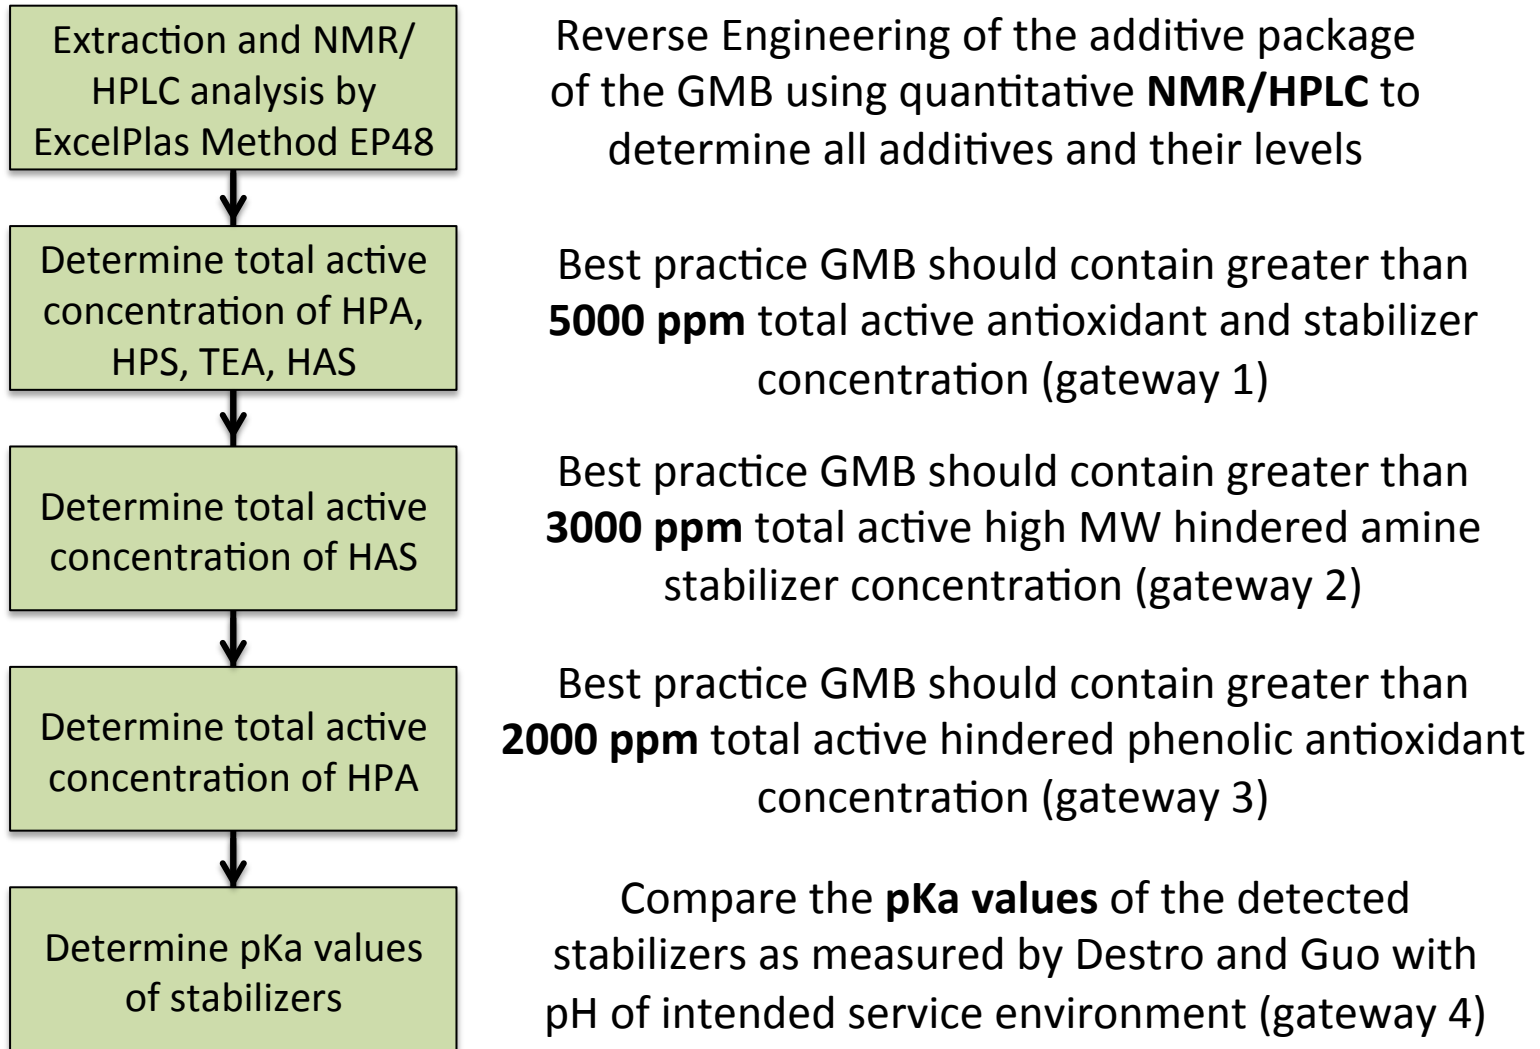 Extraction and NMR/
HPLC analysis by
ExcelPlas Method EP48
Reverse Engineering of the additive package
of the GMB using quantitative NMR/HPLC to
determine all additives and their levels
Determine total active
concentration of HPA,
HPS, TEA, HAS
Best practice GMB should contain greater than
5000 ppm total active antioxidant and stabilizer
concentration (gateway 1)
Determine total active
concentration of HAS
Best practice GMB should contain greater than
3000 ppm total active high MW hindered amine
stabilizer concentration (gateway 2)
Determine total active
concentration of HPA
Best practice GMB should contain greater than
2000 ppm total active hindered phenolic antioxidant
concentration (gateway 3)
Determine pKa values
of stabilizers
Compare the pKa values of the detected
stabilizers as measured by Destro and Guo with
pH of intended service environment (gateway 4)